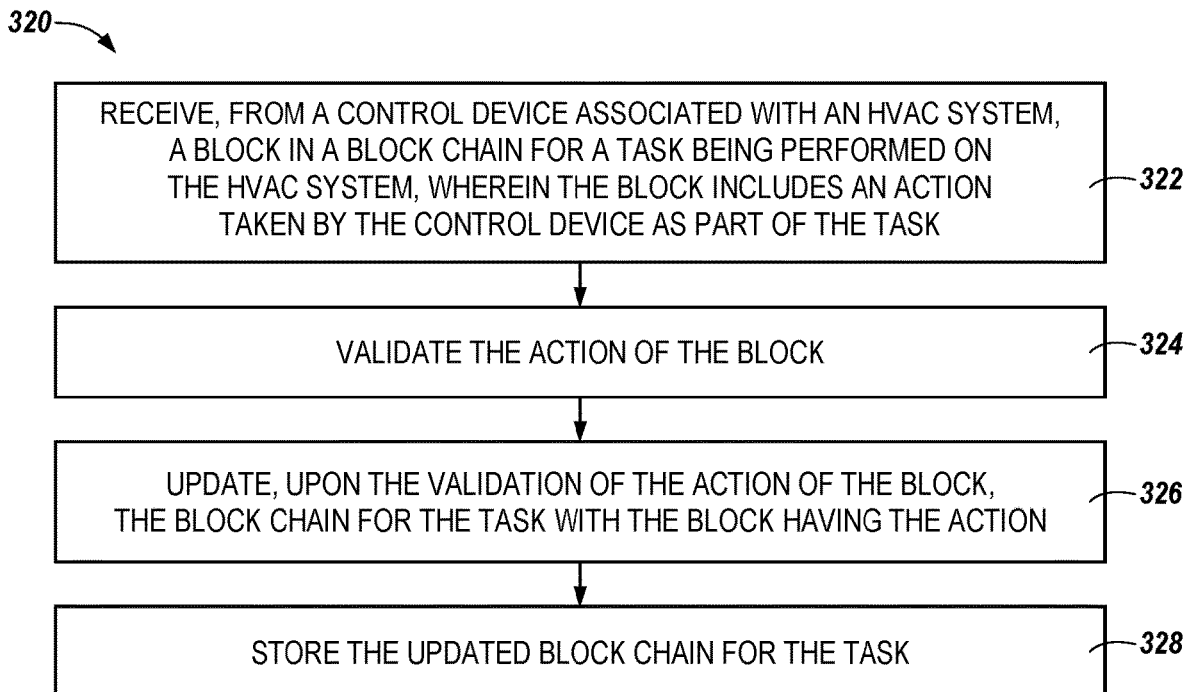 320
RECEIVE, FROM A CONTROL DEVICE ASSOCIATED WITH AN HVAC SYSTEM,
A BLOCK IN A BLOCK CHAIN FOR A TASK BEING PERFORMED ON
THE HVAC SYSTEM, WHEREIN THE BLOCK INCLUDES AN ACTION
TAKEN BY THE CONTROL DEVICE AS PART OF THE TASK
322
VALIDATE THE ACTION OF THE BLOCK
324
UPDATE, UPON THE VALIDATION OF THE ACTION OF THE BLOCK,
THE BLOCK CHAIN FOR THE TASK WITH THE BLOCK HAVING THE ACTION
326
STORE THE UPDATED BLOCK CHAIN FOR THE TASK
328